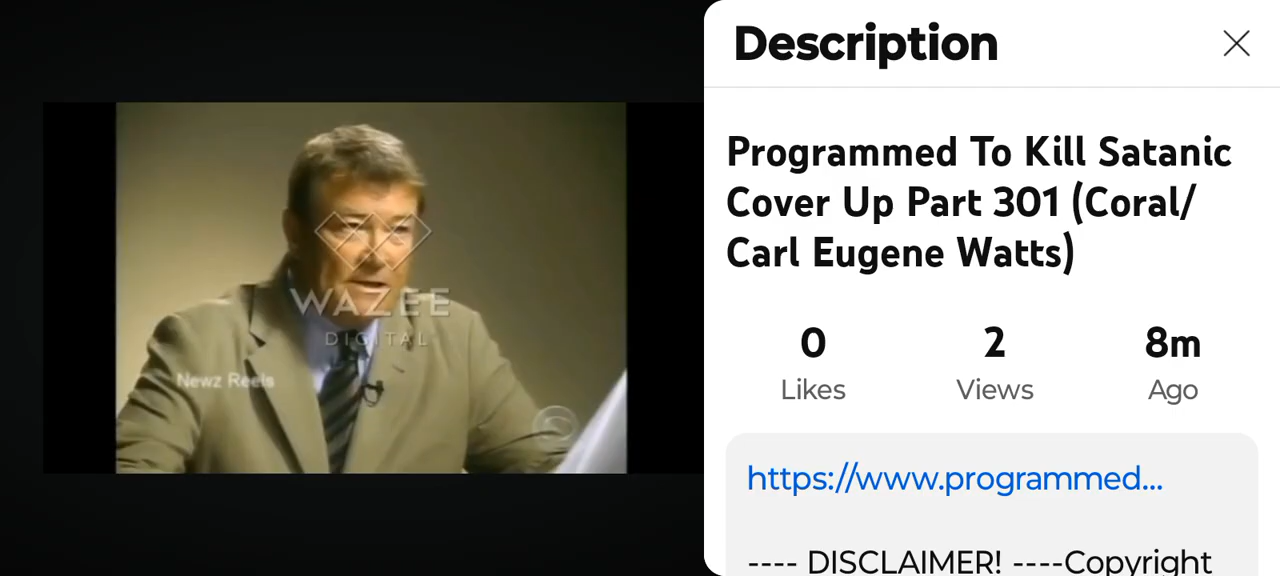 WAZEE
DIGITAL
Newz Reels
Description
Programmed To Kill Satanic
Cover Up Part 301 (Coral/
Carl Eugene Watts)
0
2
8m
Likes
Views
Ago
https://www.programmed...
---- DISCLAIMER! ----Copyright